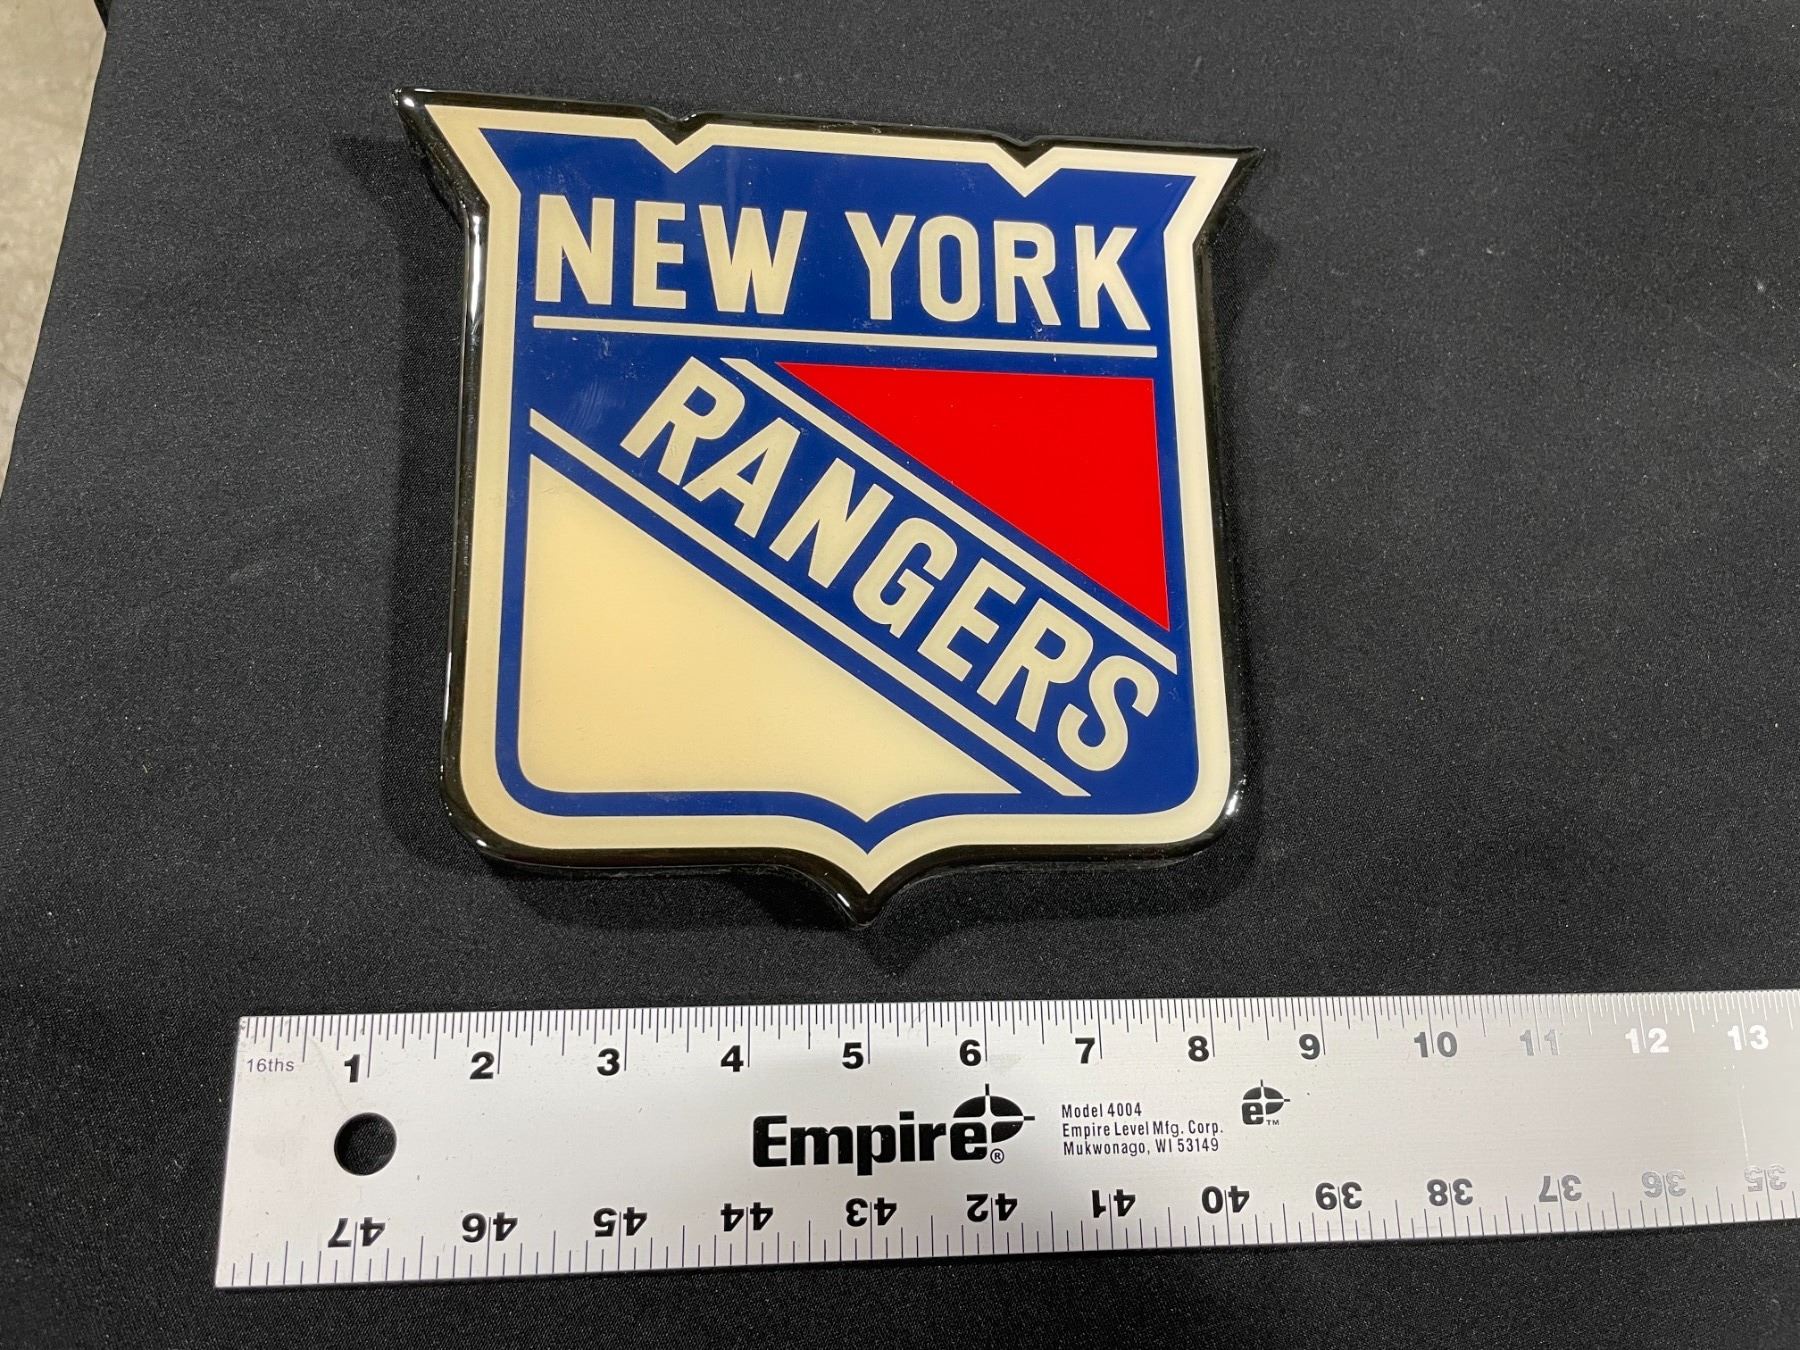 NEW YORK
RANGERS
16ths 1 2 3 4 5 6 7 8 9 10 11 12 13
Empire® Model 4004
Empire Level Mfg. Corp.
Mukwonago, WI 53149
e™
47 46 45 44 43 42 41 40 39 38 37 36 35